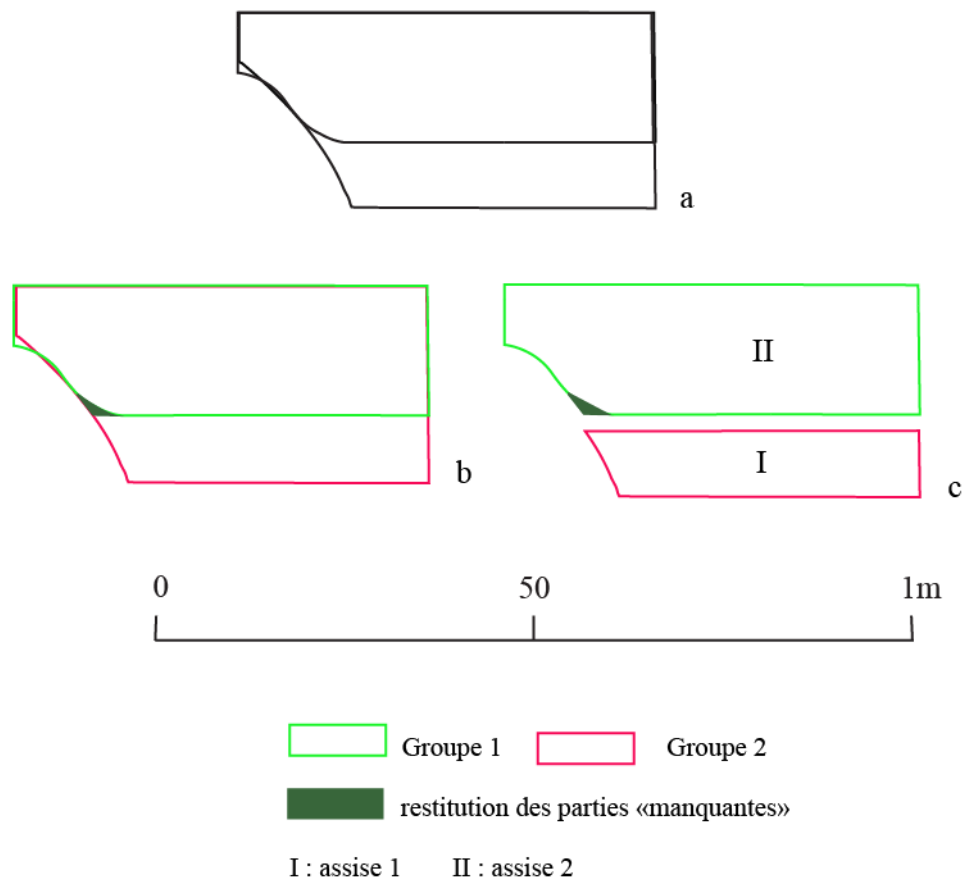 a
b
II
I
c
0 50 1m
Groupe 1 Groupe 2
restitution des parties «manquantes»
I : assise 1 II : assise 2